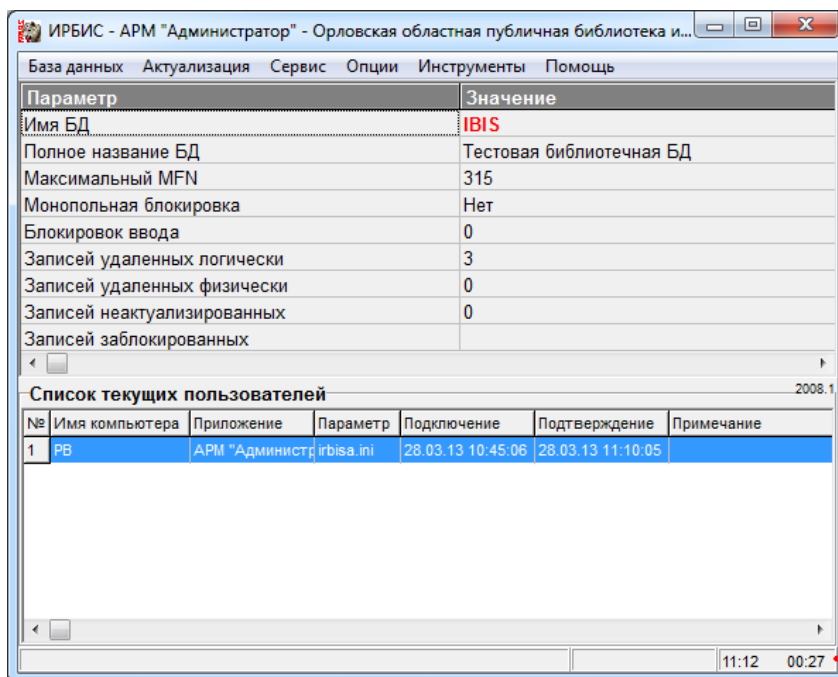 ИРБИС - АРМ "Администратор" - Орловская областная публичная библиотека и...
База данных Актуализация Сервис Опции Инструменты Помощь
Параметр Значение
Имя БД IBIS
Полное название БД Тестовая библиотечная БД
Максимальный MFN 315
Монопольная блокировка Нет
Блокировок ввода 0
Записей удаленных логически 3
Записей удаленных физически 0
Записей неактуализированных 0
Записей заблокированных
Список текущих пользователей 2008.1
№ Имя компьютера Приложение Параметр Подключение Подтверждение Примечание
1 PB АРМ "Администр irbisa.ini 28.03.13 10:45:06 28.03.13 11:10:05
11:12 00:27